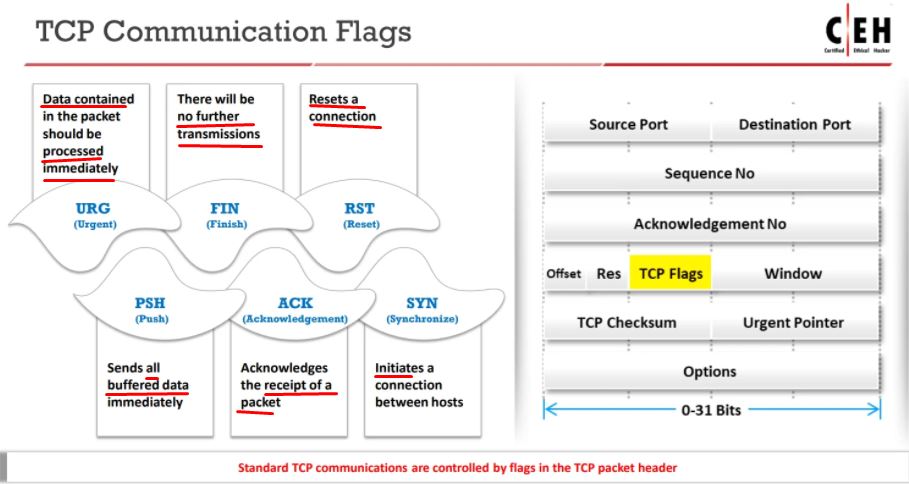 TCP Communication Flags
C|EH
Certified Ethical Hacker
Data contained
in the packet
should be
processed
immediately
There will be
no further
transmissions
Resets a
connection
URG
(Urgent)
FIN
(Finish)
RST
(Reset)
PSH
(Push)
ACK
(Acknowledgement)
SYN
(Synchronize)
Sends all
buffered data
immediately
Acknowledges
the receipt of a
packet
Initiates a
connection
between hosts
Source Port Destination Port
Sequence No
Acknowledgement No
Offset Res TCP Flags Window
TCP Checksum Urgent Pointer
Options
0-31 Bits
Standard TCP communications are controlled by flags in the TCP packet header